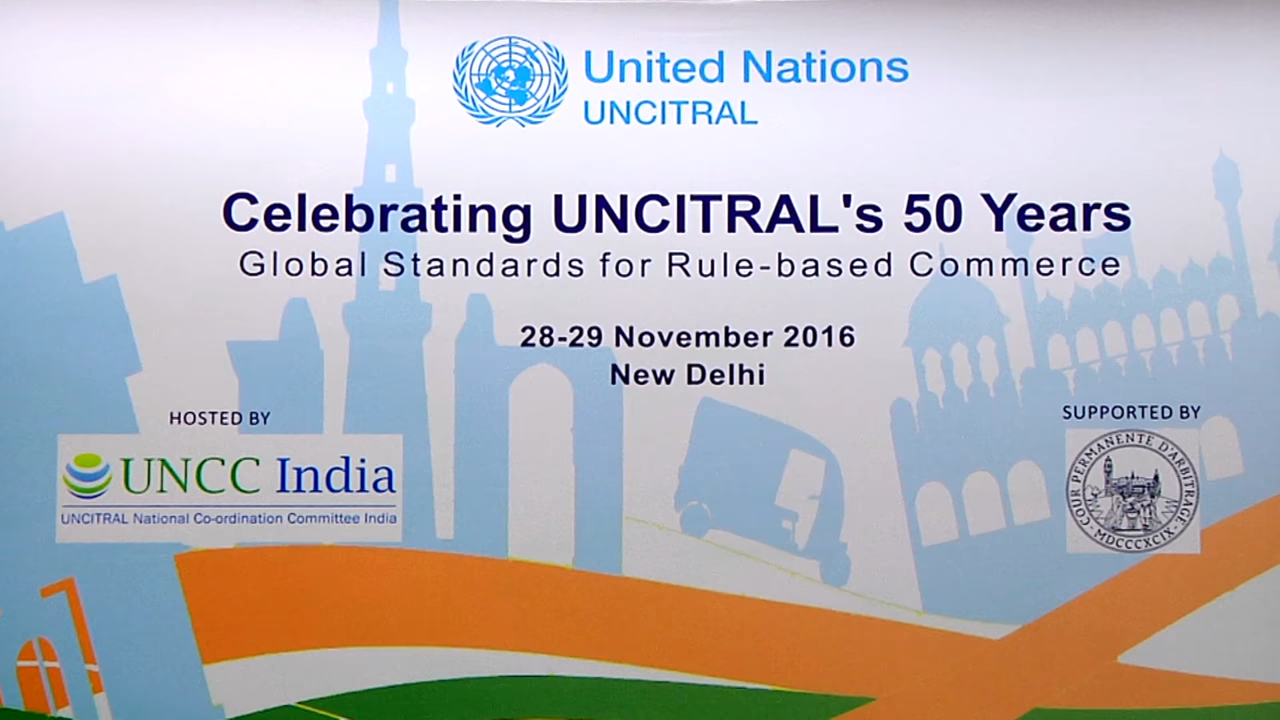 United Nations
UNCITRAL
Celebrating UNCITRAL's 50 Years
Global Standards for Rule-based Commerce
28-29 November 2016
New Delhi
HOSTED BY
UNCC India
UNCITRAL National Co-ordination Committee India
SUPPORTED BY
COUR PERMANENTE D'ARBITRAGE
· MDCCCXCIX ·